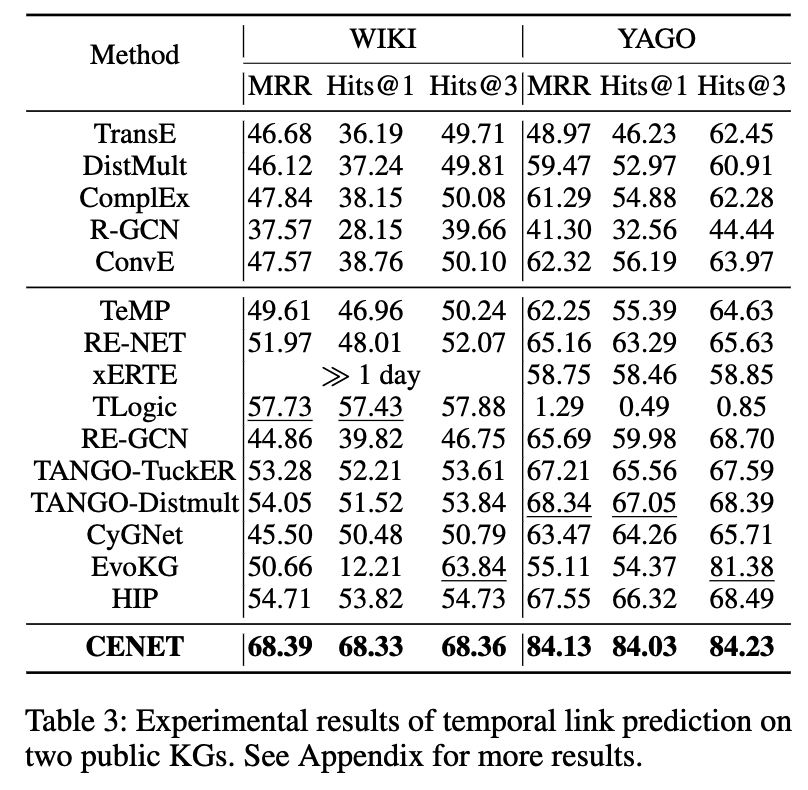 Method WIKI YAGO
MRR Hits@1 Hits@3 MRR Hits@1 Hits@3
TransE 46.68 36.19 49.71 48.97 46.23 62.45
DistMult 46.12 37.24 49.81 59.47 52.97 60.91
ComplEx 47.84 38.15 50.08 61.29 54.88 62.28
R-GCN 37.57 28.15 39.66 41.30 32.56 44.44
ConvE 47.57 38.76 50.10 62.32 56.19 63.97
TeMP 49.61 46.96 50.24 62.25 55.39 64.63
RE-NET 51.97 48.01 52.07 65.16 63.29 65.63
xERTE ≫ 1 day 58.75 58.46 58.85
TLogic 57.73 57.43 57.88 1.29 0.49 0.85
RE-GCN 44.86 39.82 46.75 65.69 59.98 68.70
TANGO-TuckER 53.28 52.21 53.61 67.21 65.56 67.59
TANGO-Distmult 54.05 51.52 53.84 68.34 67.05 68.39
CyGNet 45.50 50.48 50.79 63.47 64.26 65.71
EvoKG 50.66 12.21 63.84 55.11 54.37 81.38
HIP 54.71 53.82 54.73 67.55 66.32 68.49
CENET 68.39 68.33 68.36 84.13 84.03 84.23
Table 3: Experimental results of temporal link prediction on
two public KGs. See Appendix for more results.